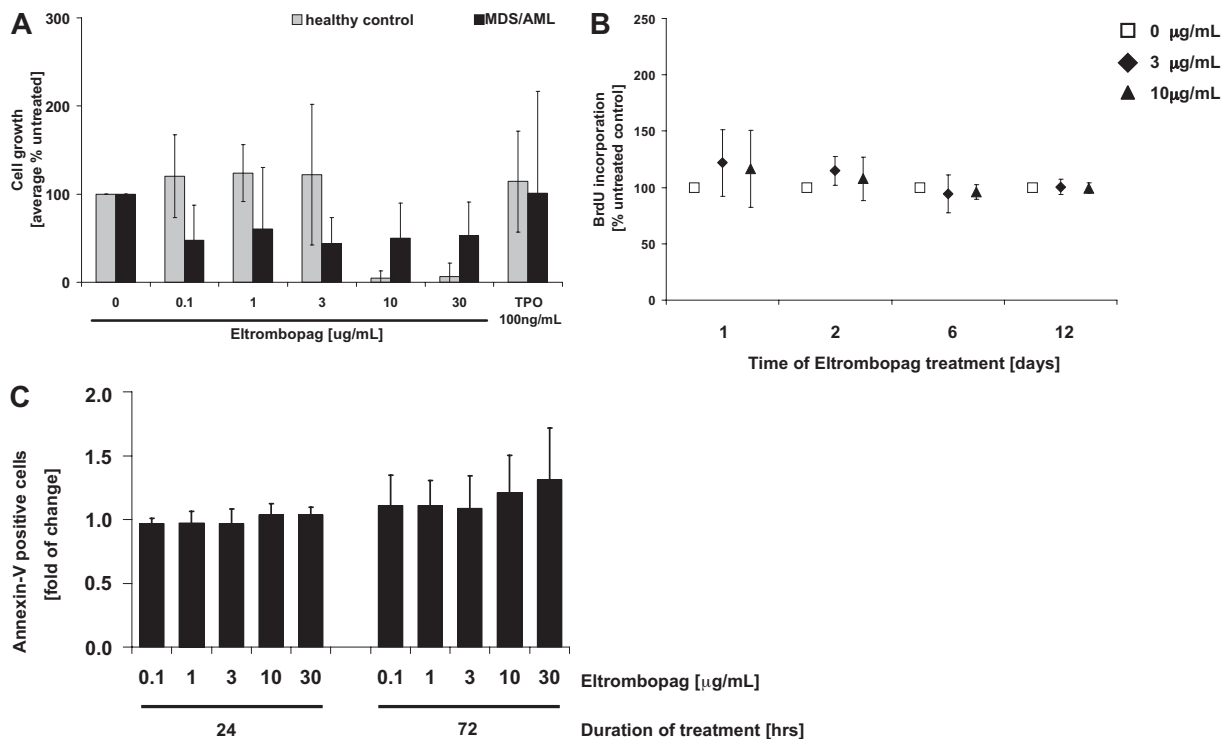 A
healthy control
MDS/AML
Cell growth
[average % untreated]
300
200
100
0
0
0.1
1
3
10
30
TPO
100ng/mL
Eltrombopag [ug/mL]
B
0 μg/mL
3 μg/mL
10μg/mL
BrdU incorporation
[% untreated control]
250
200
150
100
50
0
1
2
6
12
Time of Eltrombopag treatment [days]
C
Annexin-V positive cells
[fold of change]
2.0
1.5
1.0
0.5
0.0
0.1 1 3 10 30 0.1 1 3 10 30 Eltrombopag [μg/mL]
24 72 Duration of treatment [hrs]